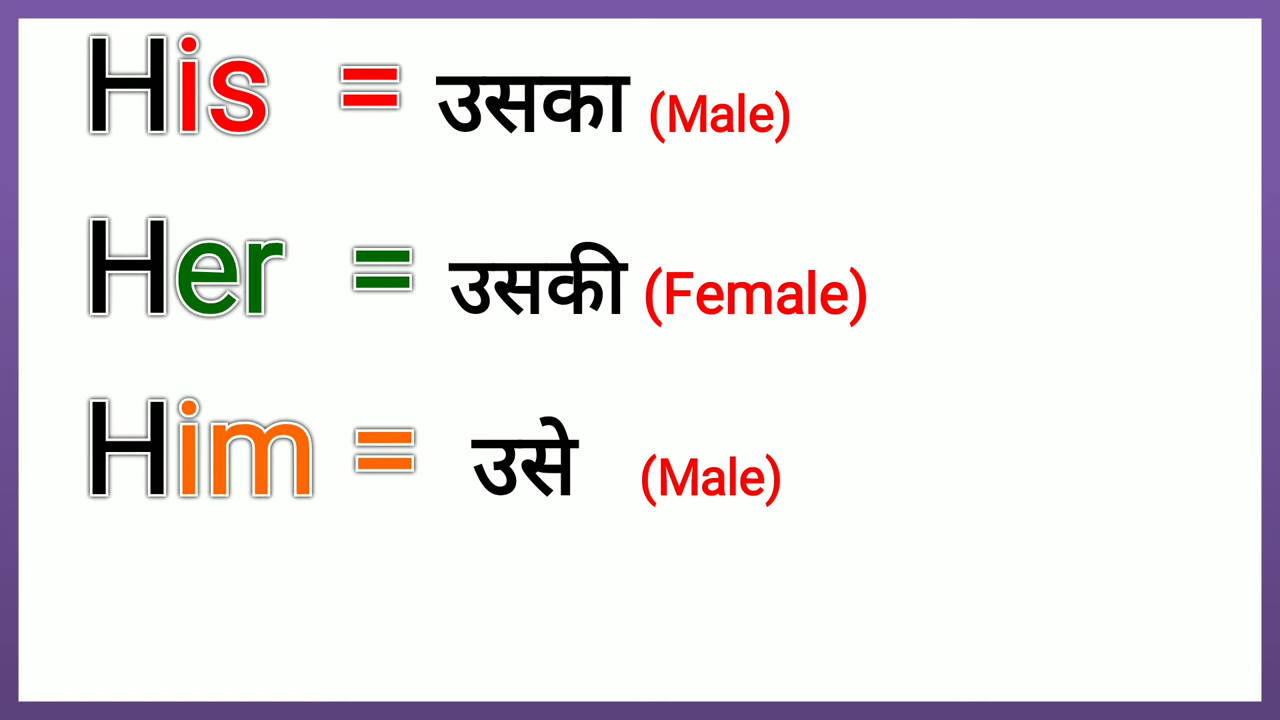 His = उसका (Male)
Her = उसकी (Female)
Him = उसे (Male)